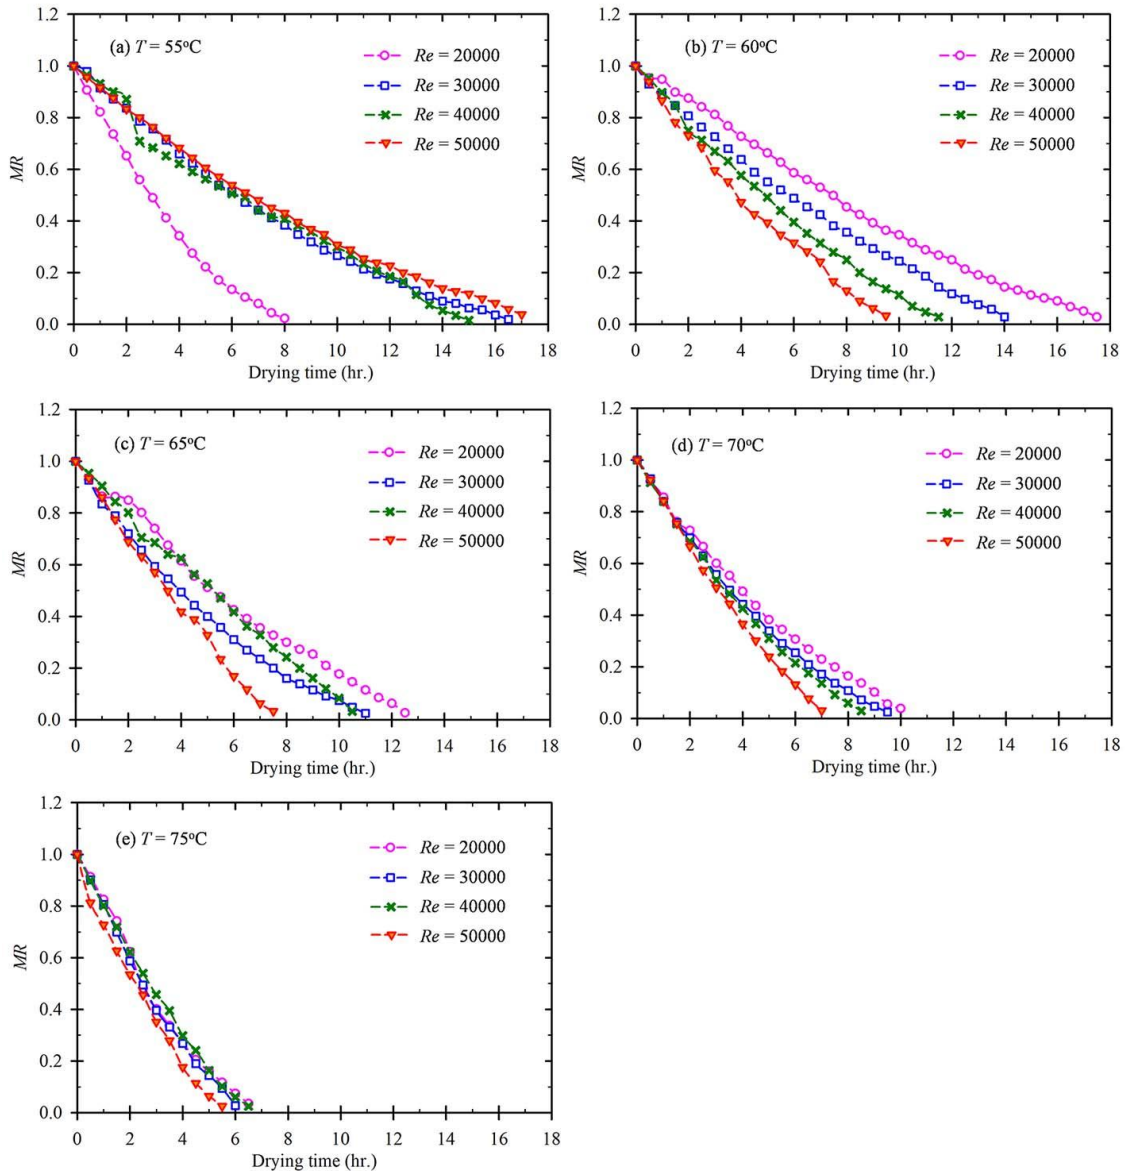 (a) T = 55°C
Re = 20000
Re = 30000
Re = 40000
Re = 50000
1.2
1.0
0.8
0.6
0.4
0.2
0.0
MR
0 2 4 6 8 10 12 14 16 18
Drying time (hr.)
(b) T = 60°C
Re = 20000
Re = 30000
Re = 40000
Re = 50000
1.2
1.0
0.8
0.6
0.4
0.2
0.0
MR
0 2 4 6 8 10 12 14 16 18
Drying time (hr.)
(c) T = 65°C
Re = 20000
Re = 30000
Re = 40000
Re = 50000
1.2
1.0
0.8
0.6
0.4
0.2
0.0
MR
0 2 4 6 8 10 12 14 16 18
Drying time (hr.)
(d) T = 70°C
Re = 20000
Re = 30000
Re = 40000
Re = 50000
1.2
1.0
0.8
0.6
0.4
0.2
0.0
MR
0 2 4 6 8 10 12 14 16 18
Drying time (hr.)
(e) T = 75°C
Re = 20000
Re = 30000
Re = 40000
Re = 50000
1.2
1.0
0.8
0.6
0.4
0.2
0.0
MR
0 2 4 6 8 10 12 14 16 18
Drying time (hr.)